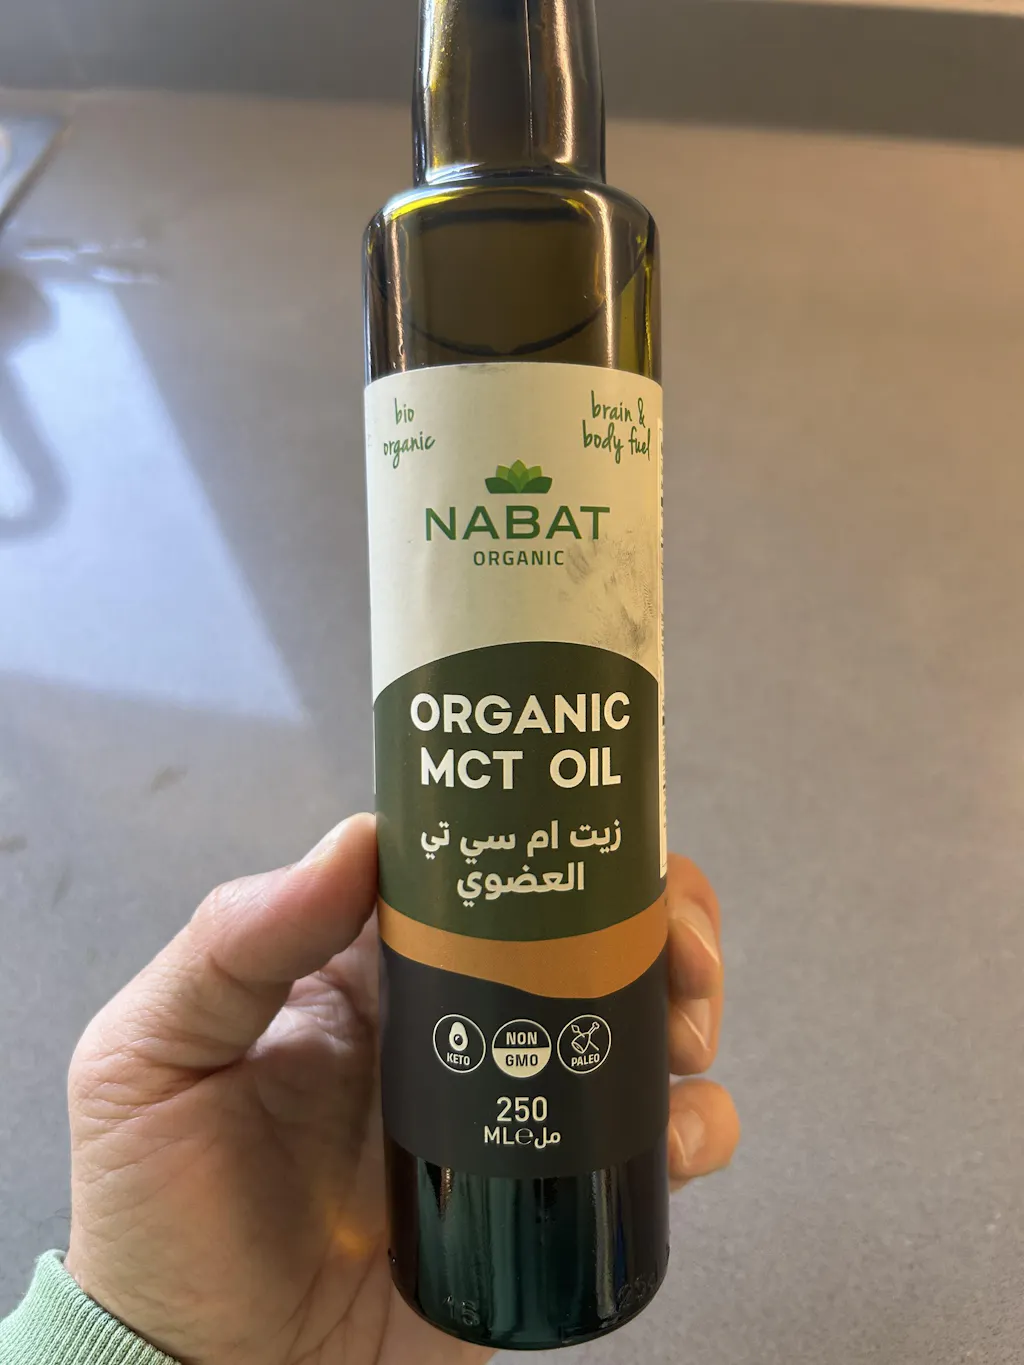 bio
organic
brain &
body fuel
NABAT
ORGANIC
ORGANIC
MCT OIL
زيت ام سي تي
العضوي
KETO
NON
GMO
PALEO
250
ML℮مل